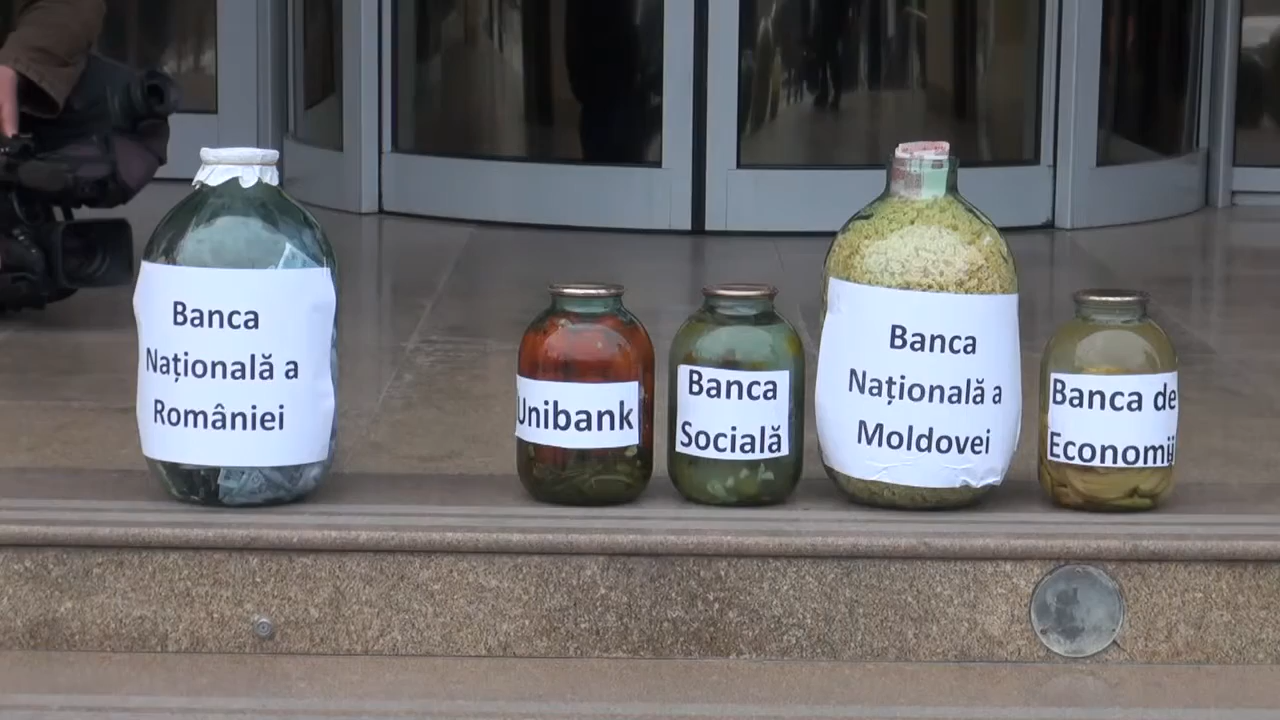 Banca
Națională a
României
Unibank
Banca
Socială
Banca
Națională a
Moldovei
Banca de
Economii